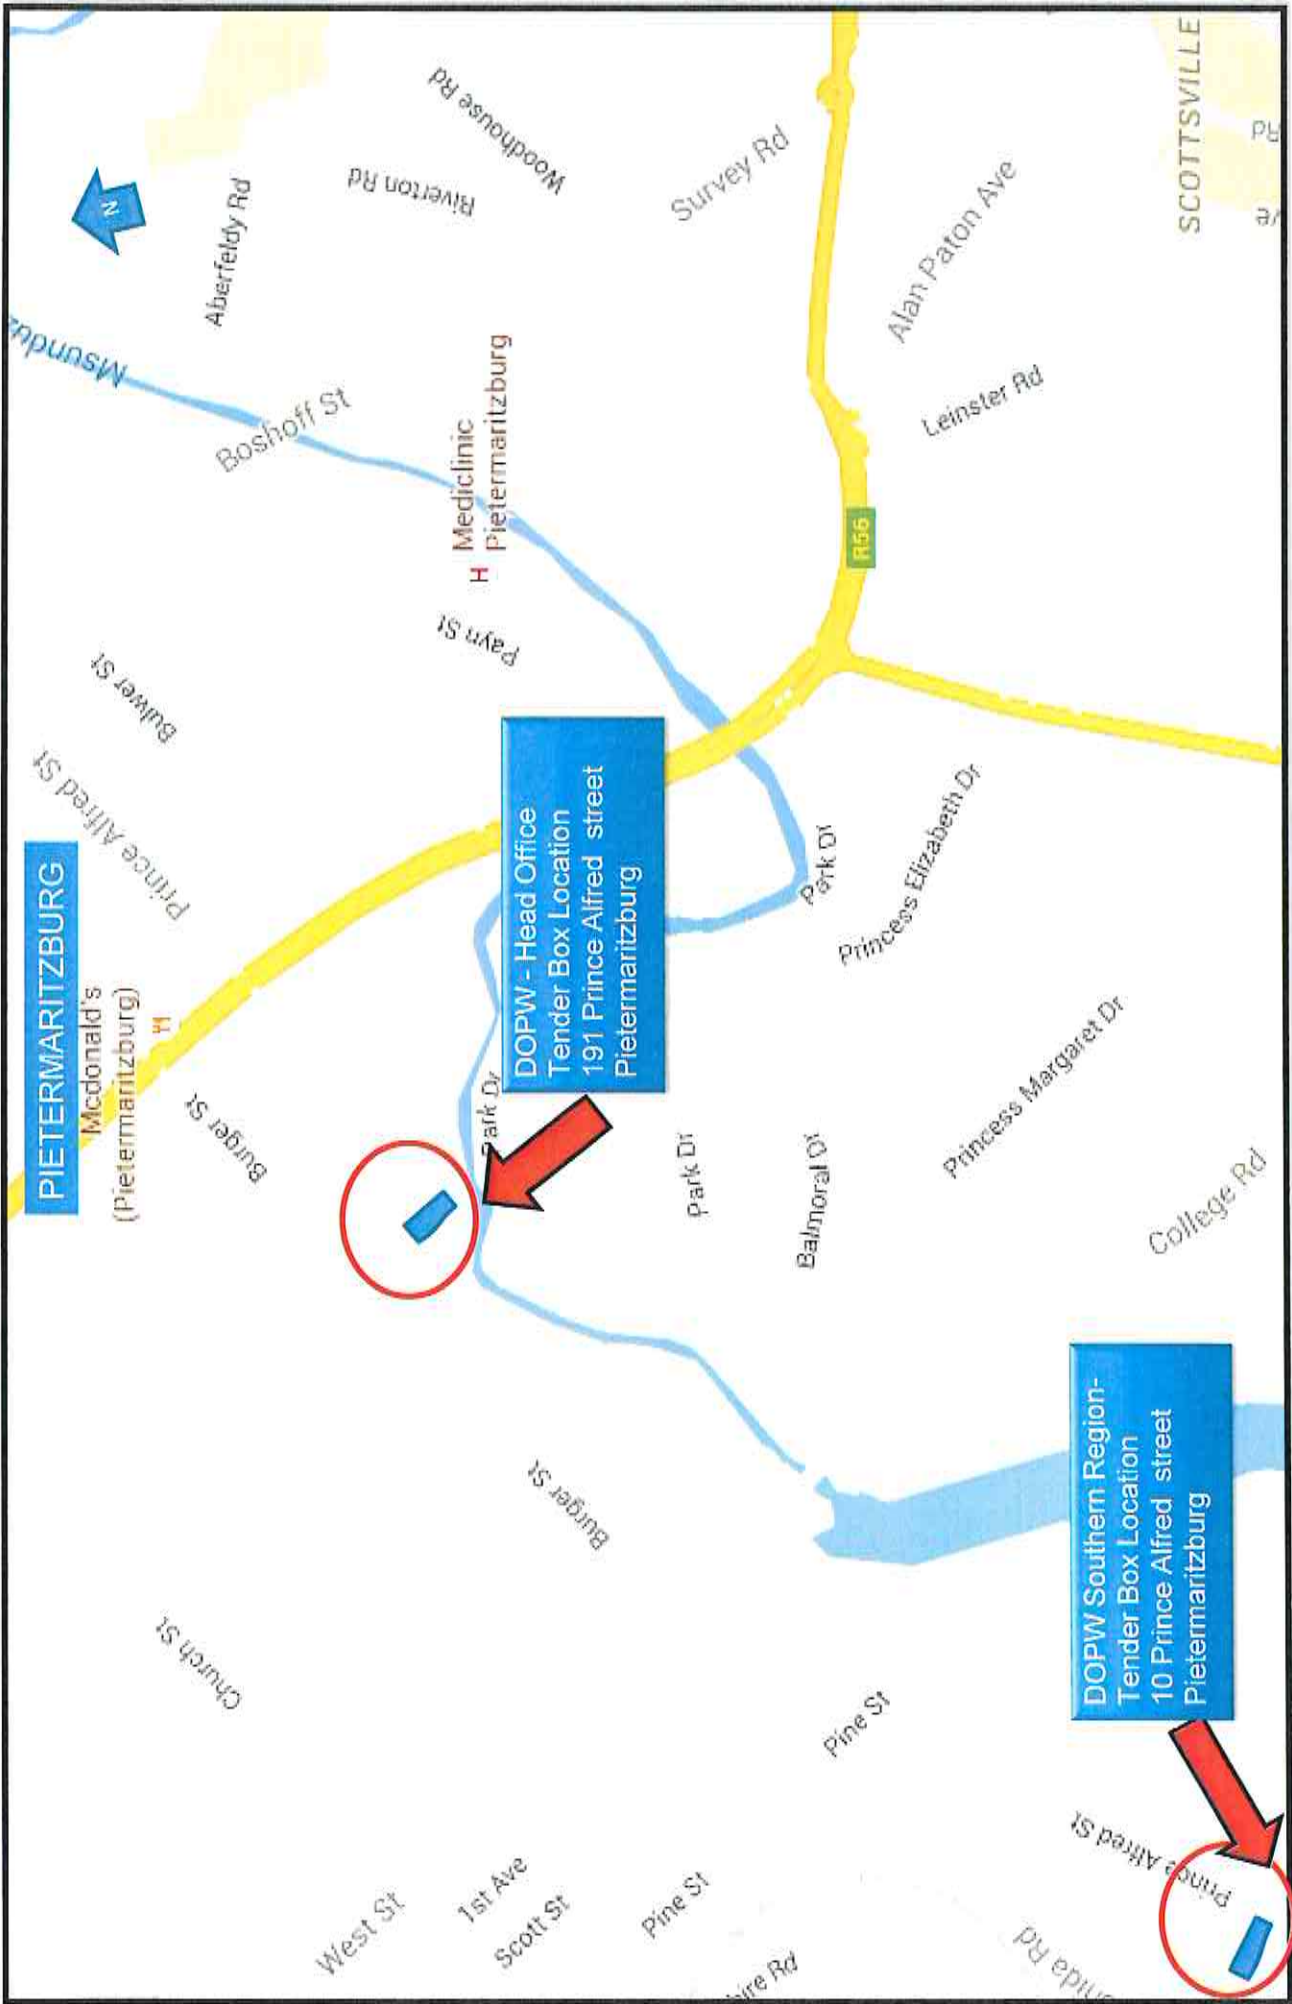 PIETERMARITZBURG
Mcdonald's
(Pietermaritzburg)
Prince Alfred St
Bulwer St
Burger St
Church St
West St
1st Ave
Scott St
Pine St
Burger St
Boshoff St
Aberfeldy Rd
N
Riverton Rd
Woodhouse Rd
H Mediclinic
Pietermaritzburg
Payn St
DOPW - Head Office
Tender Box Location
191 Prince Alfred street
Pietermaritzburg
Park Dr
Park Dr
Balmoral Dr
Park Dr
Princess Elizabeth Dr
Princess Margaret Dr
College Rd
R56
Survey Rd
Alan Paton Ave
Leinster Rd
SCOTTSVILLE
Rd
Pine St
Prince Alfred St
Rd
Rd
DOPW Southern Region-
Tender Box Location
10 Prince Alfred street
Pietermaritzburg